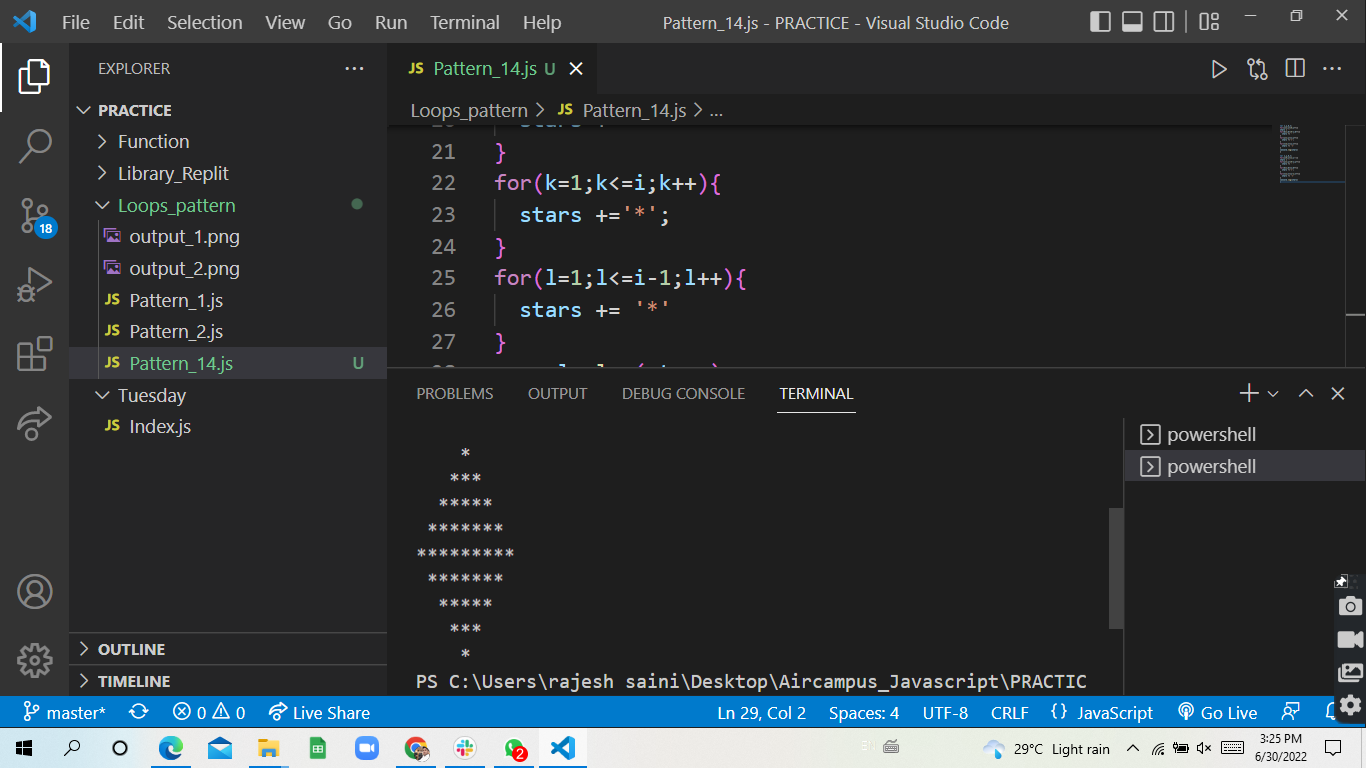 File Edit Selection View Go Run Terminal Help Pattern_14.js - PRACTICE - Visual Studio Code
EXPLORER
PRACTICE
Function
Library_Replit
Loops_pattern
output_1.png
output_2.png
JS Pattern_1.js
JS Pattern_2.js
JS Pattern_14.js U
Tuesday
JS Index.js
OUTLINE
TIMELINE
18
JS Pattern_14.js U
Loops_pattern > JS Pattern_14.js > ...
21 }
22 for(k=1;k<=i;k++){
23 stars +='*';
24 }
25 for(l=1;l<=i-1;l++){
26 stars += '*'
27 }
PROBLEMS OUTPUT DEBUG CONSOLE TERMINAL
*
***
*****
*******
*********
*******
*****
***
*
PS C:\Users\rajesh saini\Desktop\Aircampus_Javascript\PRACTIC
powershell
powershell
master* 0 0 Live Share Ln 29, Col 2 Spaces: 4 UTF-8 CRLF {} JavaScript Go Live
2
29°C Light rain
3:25 PM
6/30/2022